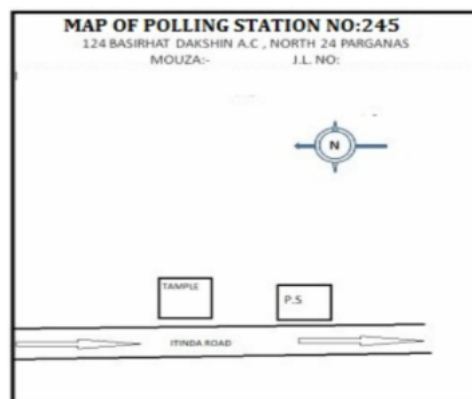 MAP OF POLLING STATION NO:245
124 BASIRHAT DAKSHIN A.C , NORTH 24 PARGANAS
MOUZA:- J.L. NO:
N
TAMPLE
P.S
ITINDA ROAD